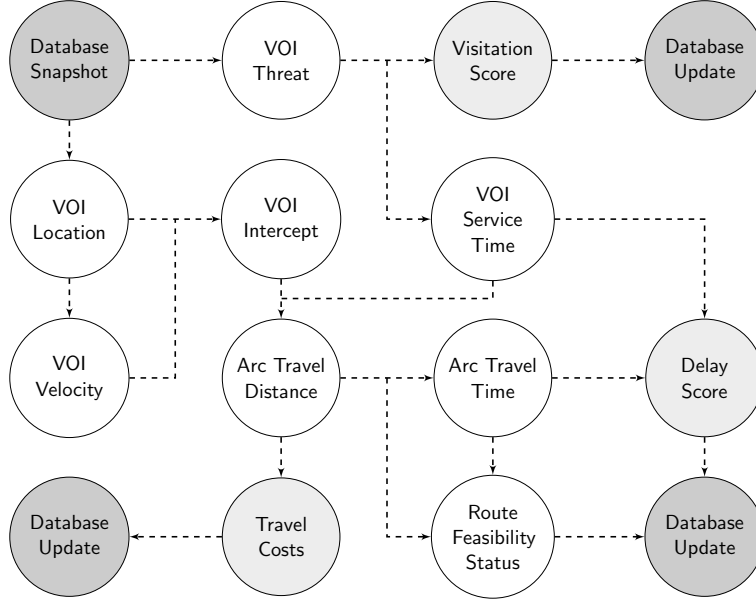 Database
Snapshot
VOI
Threat
Visitation
Score
Database
Update
VOI
Location
VOI
Intercept
VOI
Service
Time
VOI
Velocity
Arc Travel
Distance
Arc Travel
Time
Delay
Score
Database
Update
Travel
Costs
Route
Feasibility
Status
Database
Update